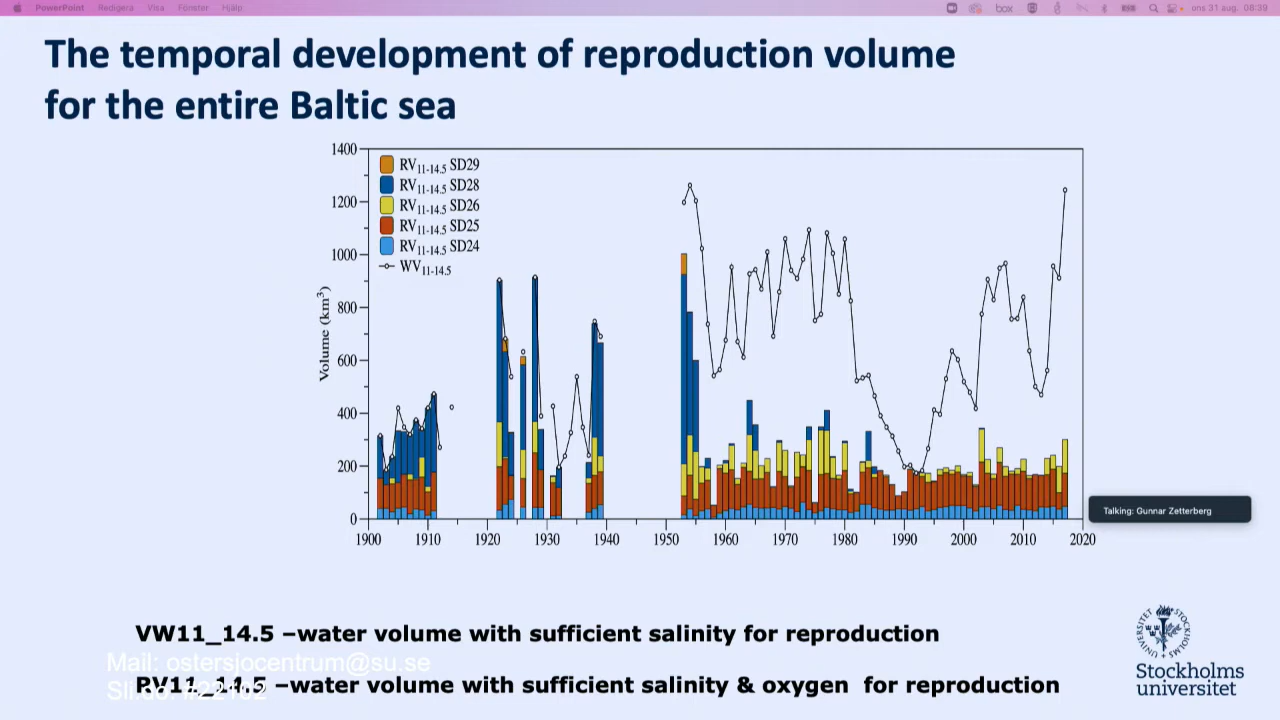 PowerPoint Redigera Visa Fönster Hjälp box ons 31 aug. 08:39
The temporal development of reproduction volume
for the entire Baltic sea
1400
1200
1000
800
600
400
200
0
Volume (km³)
RV11-14.5 SD29
RV11-14.5 SD28
RV11-14.5 SD26
RV11-14.5 SD25
RV11-14.5 SD24
WV11-14.5
1900 1910 1920 1930 1940 1950 1960 1970 1980 1990 2000 2010 2020
Talking: Gunnar Zetterberg
VW11_14.5 –water volume with sufficient salinity for reproduction
Mail: ostersjocentrum@su.se
RV11_14.5 –water volume with sufficient salinity & oxygen for reproduction
Sli.do: #22102
STOCKHOLMS UNIVERSITET
Stockholms
universitet